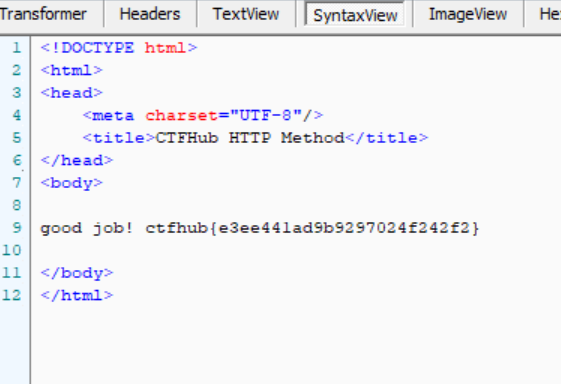 Transformer Headers TextView SyntaxView ImageView He
1 <!DOCTYPE html>
2 <html>
3 <head>
4 <meta charset="UTF-8"/>
5 <title>CTFHub HTTP Method</title>
6 </head>
7 <body>
8
9 good job! ctfhub{e3ee441ad9b9297024f242f2}
10
11 </body>
12 </html>